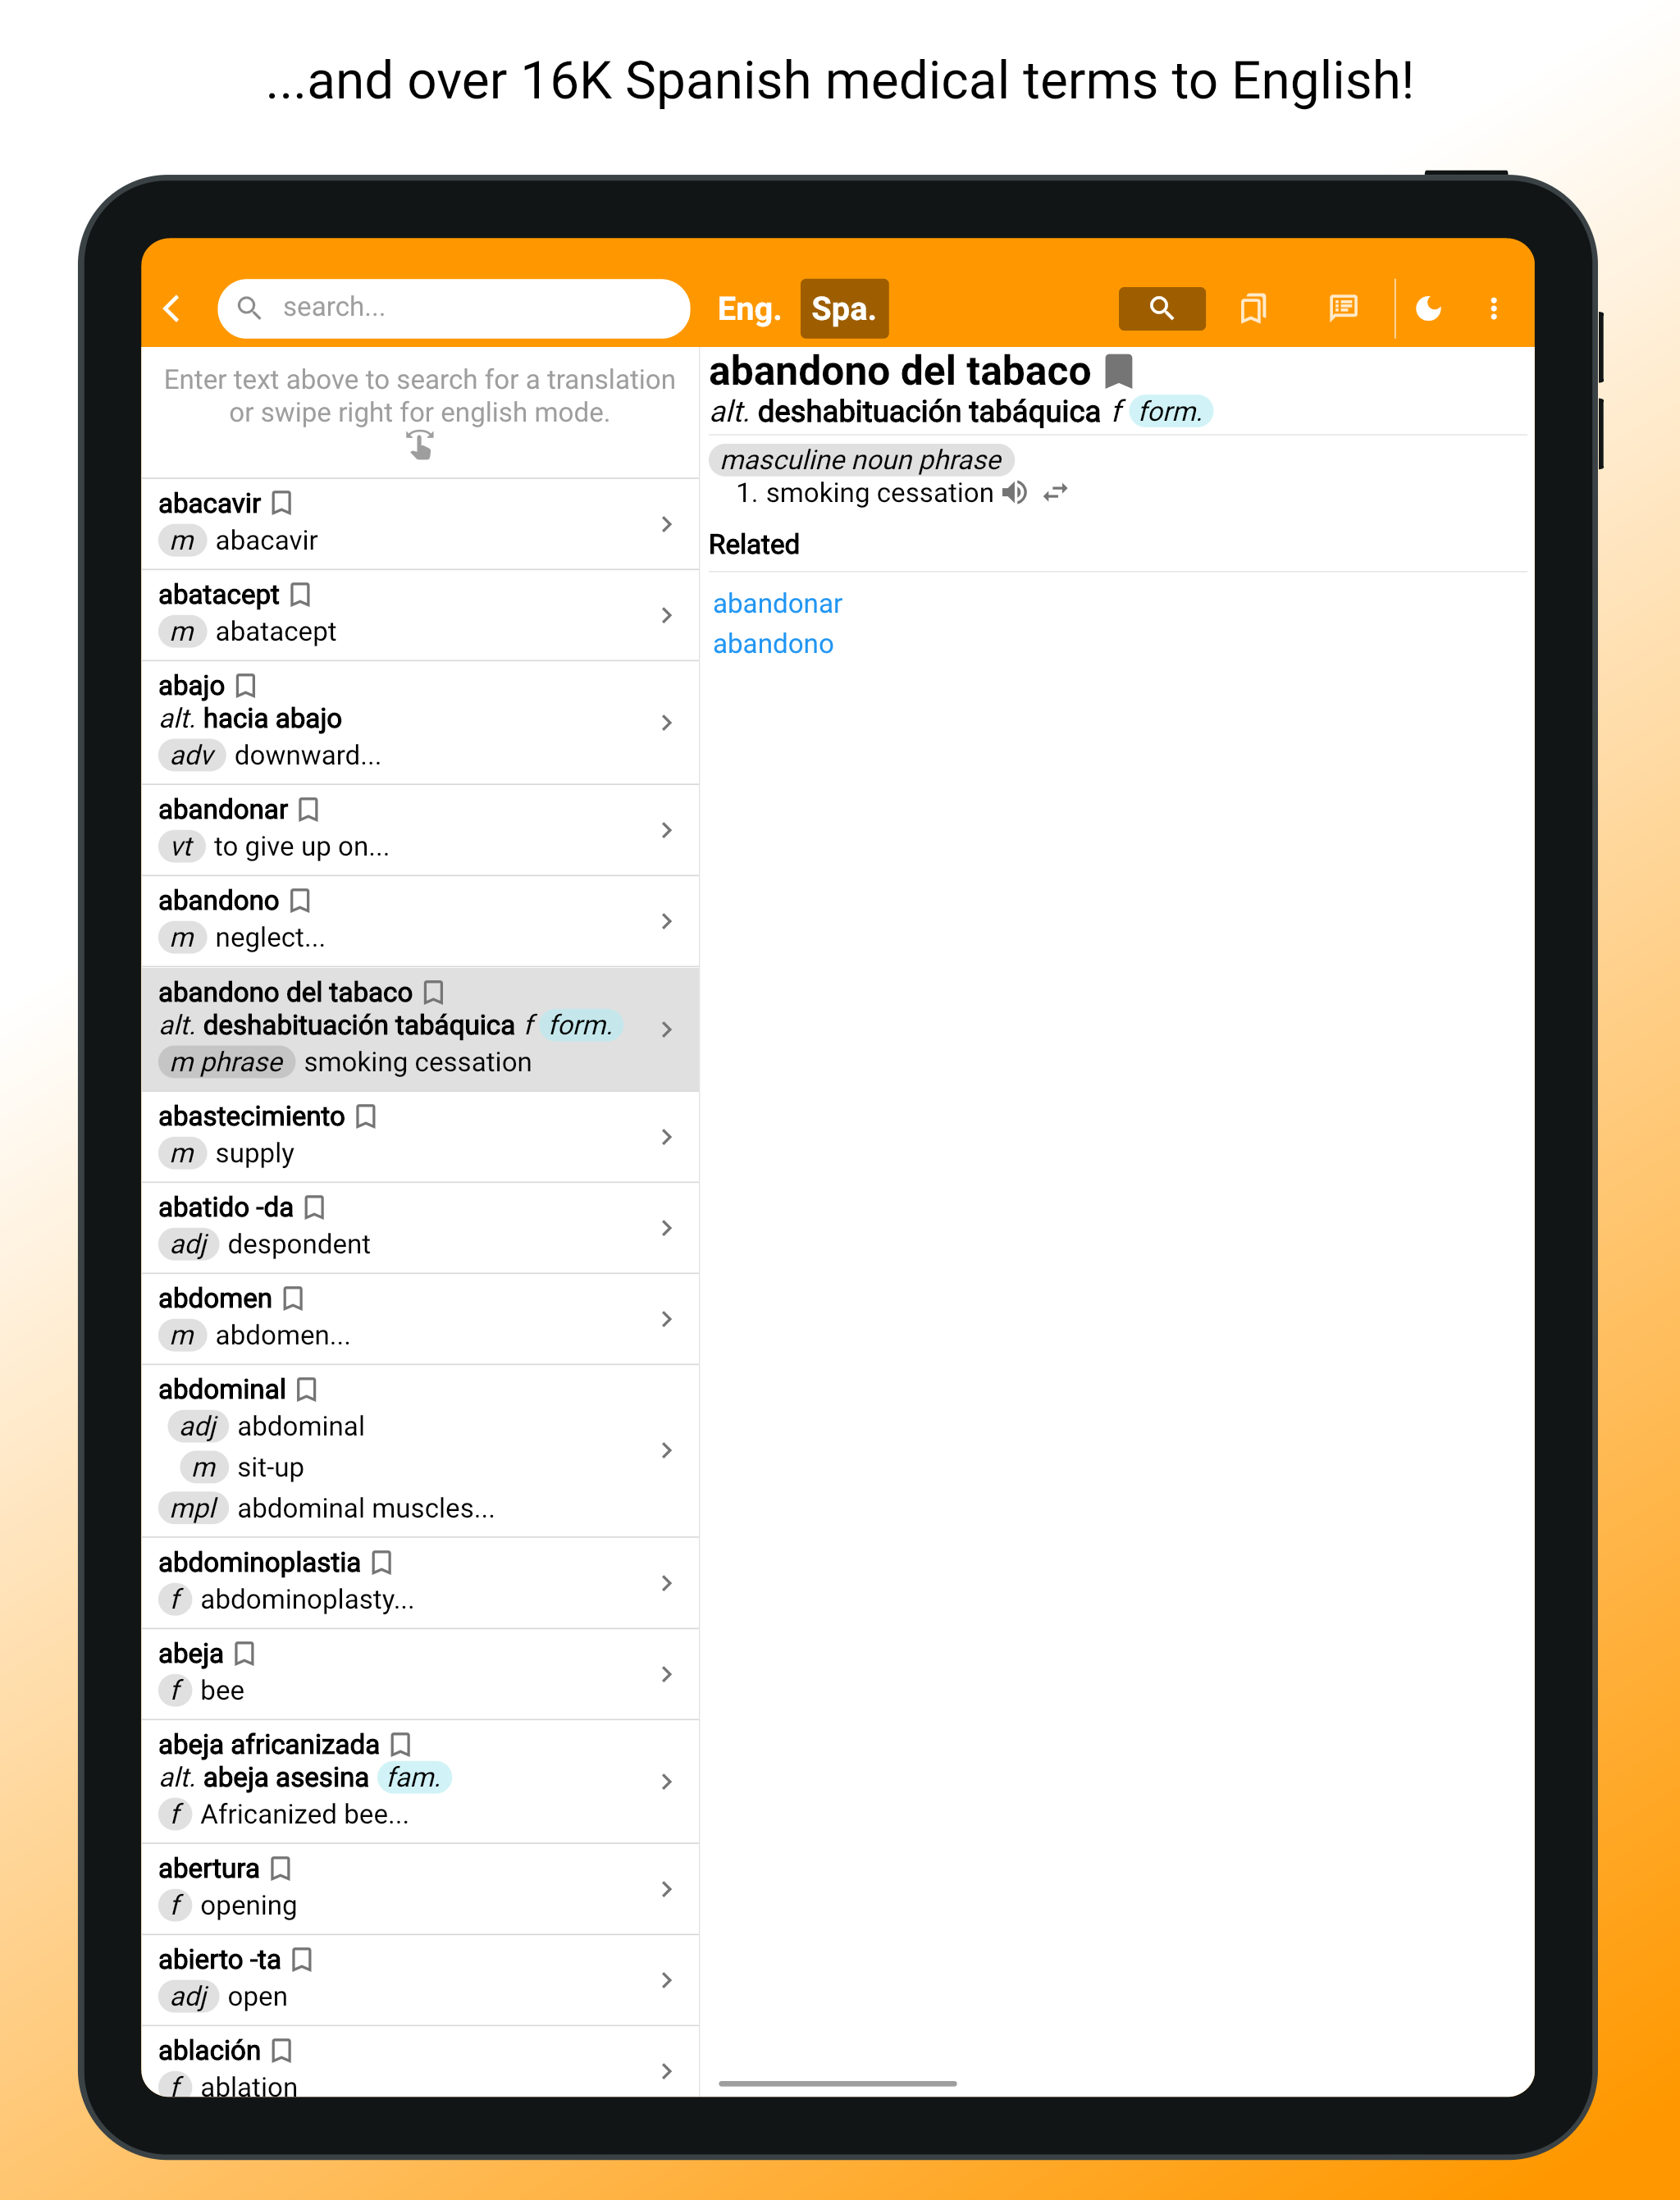 ...and over 16K Spanish medical terms to English!
search...
Eng. Spa.
Enter text above to search for a translation
or swipe right for english mode.
abacavir
m abacavir
abatacept
m abatacept
abajo
alt. hacia abajo
adv downward...
abandonar
vt to give up on...
abandono
m neglect...
abandono del tabaco
alt. deshabituación tabáquica f form.
m phrase smoking cessation
abastecimiento
m supply
abatido -da
adj despondent
abdomen
m abdomen...
abdominal
adj abdominal
m sit-up
mpl abdominal muscles...
abdominoplastia
f abdominoplasty...
abeja
f bee
abeja africanizada
alt. abeja asesina fam.
f Africanized bee...
abertura
f opening
abierto -ta
adj open
ablación
f ablation
abandono del tabaco
alt. deshabituación tabáquica f form.
masculine noun phrase
1. smoking cessation
Related
abandonar
abandono